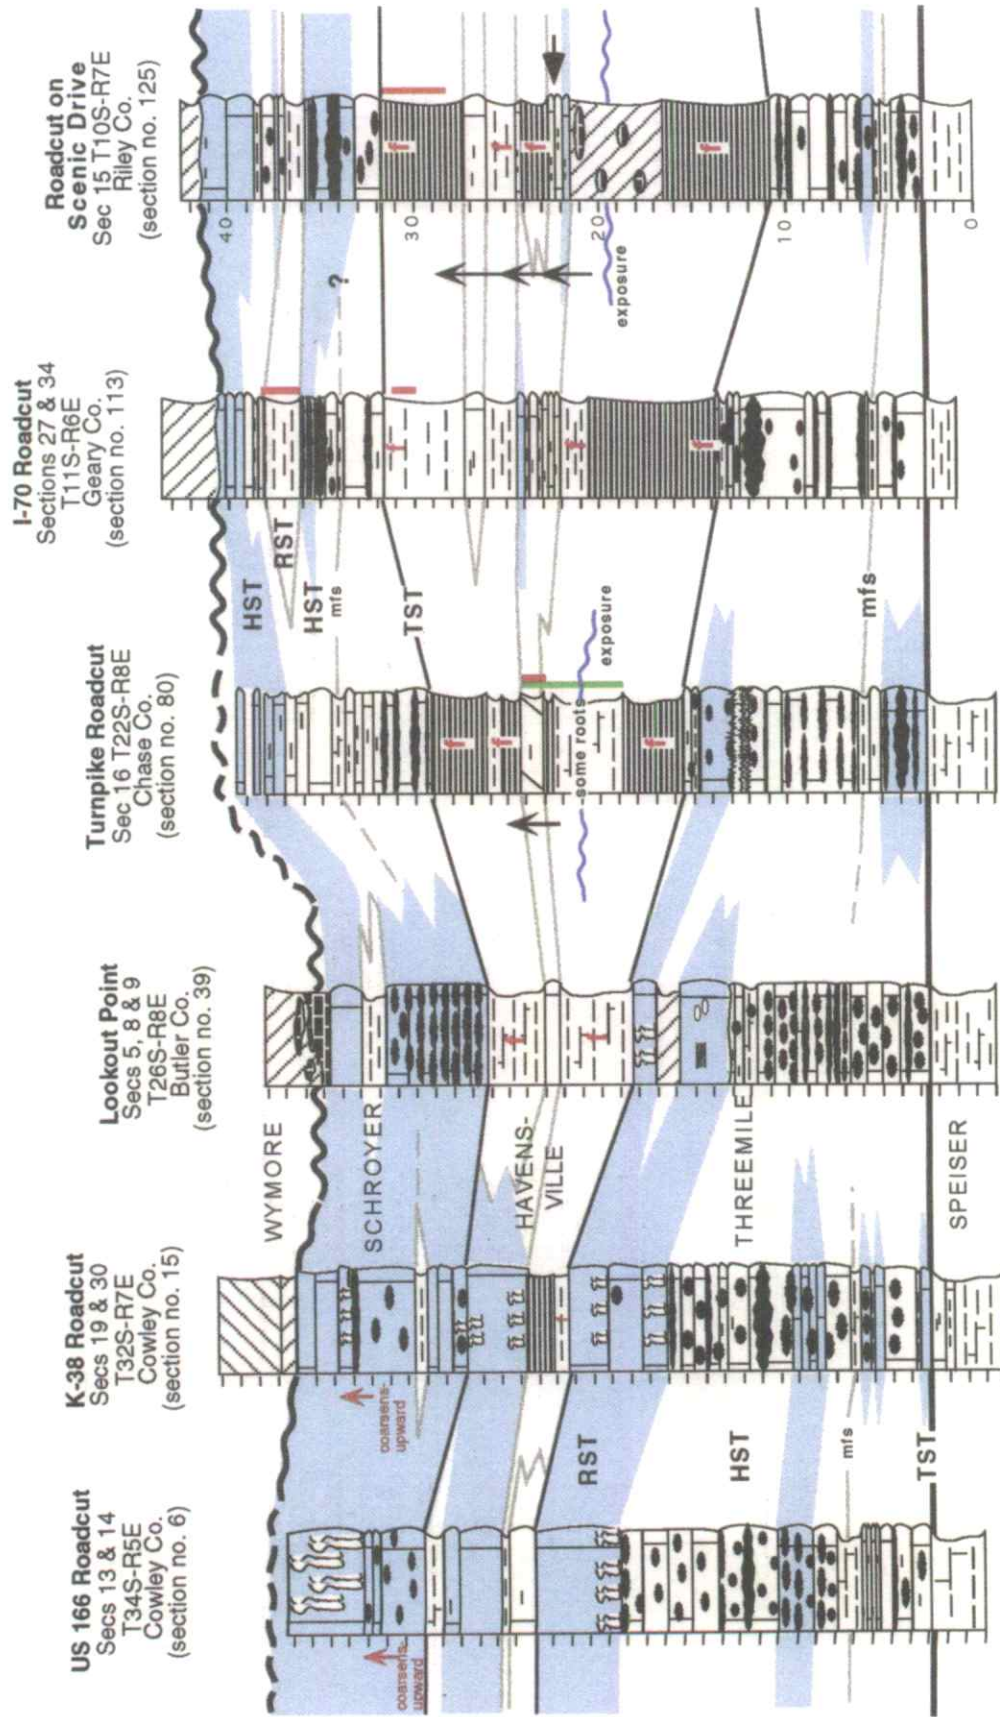 US 166 Roadcut
Secs 13 & 14
T34S-R5E
Cowley Co.
(section no. 6)
K-38 Roadcut
Secs 19 & 30
T32S-R7E
Cowley Co.
(section no. 15)
Lookout Point
Secs 5, 8 & 9
T26S-R8E
Butler Co.
(section no. 39)
Turnpike Roadcut
Sec 16 T22S-R8E
Chase Co.
(section no. 80)
I-70 Roadcut
Sections 27 & 34
T11S-R6E
Geary Co.
(section no. 113)
Roadcut on
Scenic Drive
Sec 15 T10S-R7E
Riley Co.
(section no. 125)
WYMORE
SCHROYER
HAVENS-
VILLE
THREEMILE
SPEISER
coarsens-
upward
coarsens-
upward
RST
HST
mfs
TST
HST
RST
HST
mfs
TST
mfs
some roots
exposure
exposure
?
f
f
f
f
f
f
f
f
f
f
f
f
f
40
30
20
10
0